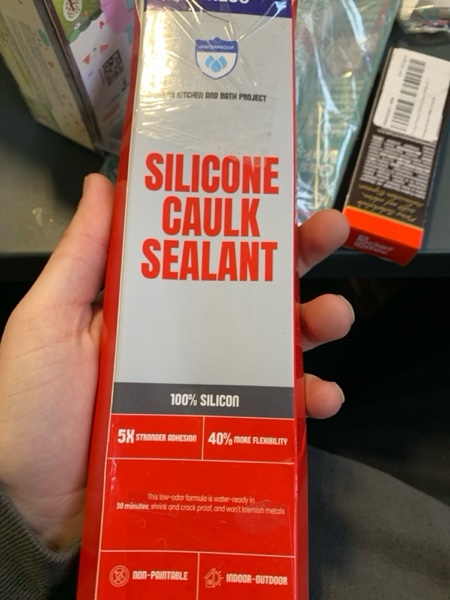 WATERPROOF
KITCHEN AND BATH PROJECT
SILICONE
CAULK
SEALANT
100% SILICON
5X STRONGER ADHESION
40% MORE FLEXIBILITY
This low-odor formula is water-ready in
30 minutes, shrink and crack proof, and won't blemish metals
NON-PAINTABLE
INDOOR-OUTDOOR